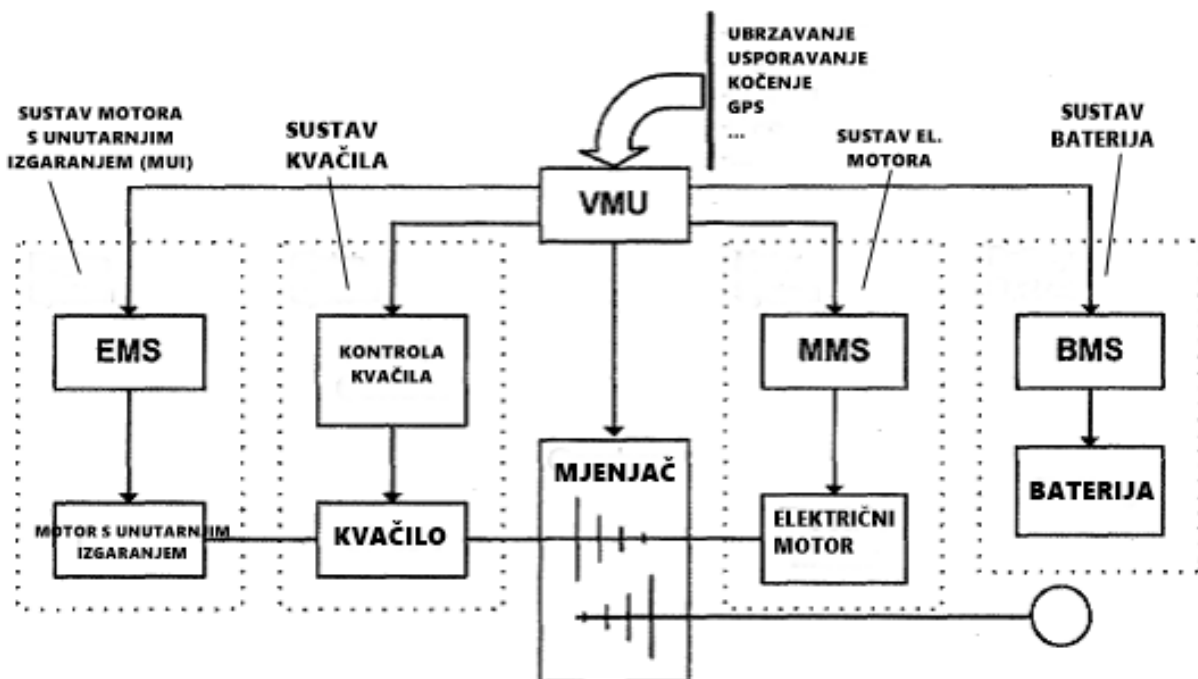 UBRZAVANJE
USPORAVANJE
KOČENJE
GPS
...
SUSTAV MOTORA
S UNUTARNJIM
IZGARANJEM (MUI)
SUSTAV
KVAČILA
SUSTAV EL.
MOTORA
SUSTAV
BATERIJA
VMU
EMS
KONTROLA
KVAČILA
MMS
BMS
MJENJAČ
MOTOR S UNUTARNJIM
IZGARANJEM
KVAČILO
ELEKTRIČNI
MOTOR
BATERIJA